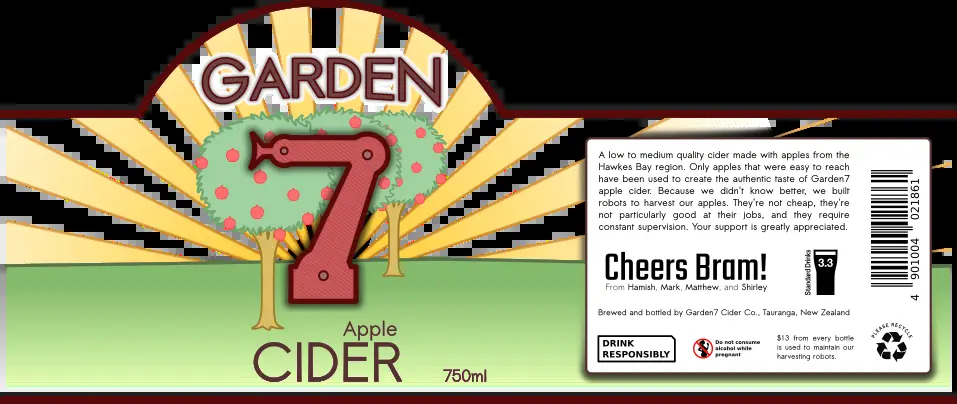 GARDEN
7
Apple
CIDER
750ml
A low to medium quality cider made with apples from the
Hawkes Bay region. Only apples that were easy to reach
have been used to create the authentic taste of Garden7
apple cider. Because we didn't know better, we built
robots to harvest our apples. They're not cheap, they're
not particularly good at their jobs, and they require
constant supervision. Your support is greatly appreciated.
Cheers Bram!
From Hamish, Mark, Matthew, and Shirley
Standard Drinks
3.3
Brewed and bottled by Garden7 Cider Co., Tauranga, New Zealand
DRINK
RESPONSIBLY
Do not consume
alcohol while
pregnant
$13 from every bottle
is used to maintain our
harvesting robots.
4 901004 021861
PLEASE RECYCLE